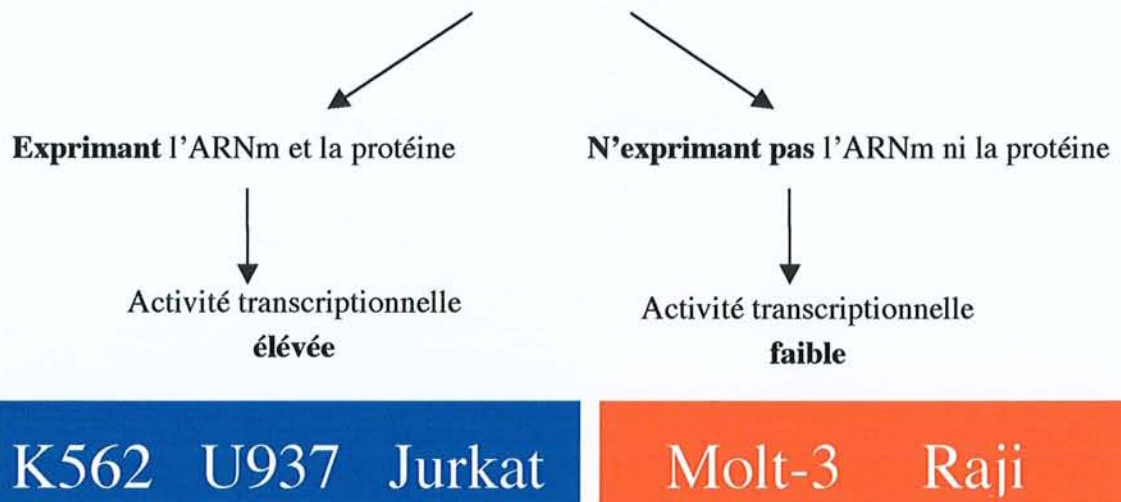 Exprimant l'ARNm et la protéine
N'exprimant pas l'ARNm ni la protéine
Activité transcriptionnelle
élévée
Activité transcriptionnelle
faible
K562 U937 Jurkat
Molt-3 Raji